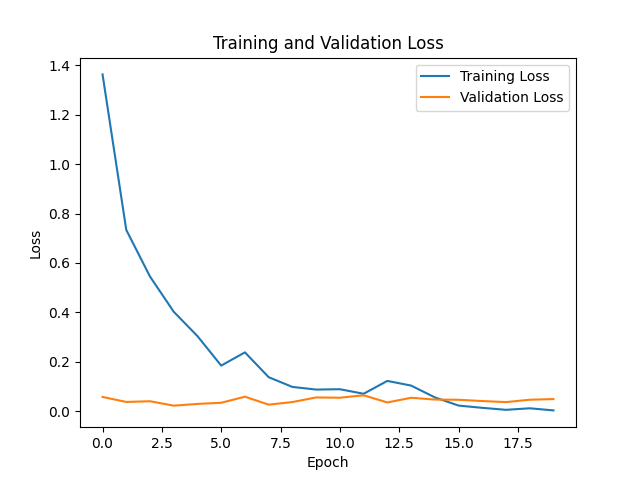 Training and Validation Loss
1.4
1.2
1.0
0.8
0.6
0.4
0.2
0.0
Loss
Training Loss
Validation Loss
0.0 2.5 5.0 7.5 10.0 12.5 15.0 17.5
Epoch